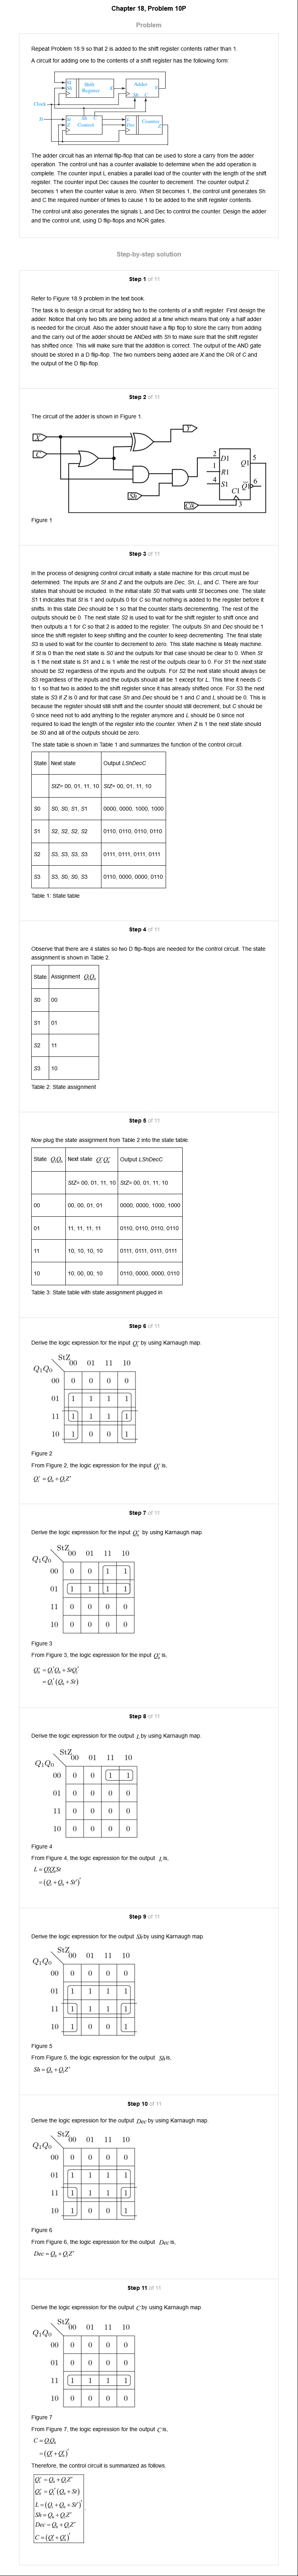 Chapter 18, Problem 10P
Problem
Repeat Problem 18.9 so that 2 is added to the shift register contents rather than 1.
A circuit for adding one to the contents of a shift register has the following form:
SI Shift Adder
Sh Register X X Y
Sh C
Clock
St St Sh C L Counter
Z Control Dec Z
The adder circuit has an internal flip-flop that can be used to store a carry from the adder
operation. The control unit has a counter available to determine when the add operation is
complete. The counter input L enables a parallel load of the counter with the length of the shift
register. The counter input Dec causes the counter to decrement. The counter output Z
becomes 1 when the counter value is zero. When St becomes 1, the control unit generates Sh
and C the required number of times to cause 1 to be added to the shift register contents.
The control unit also generates the signals L and Dec to control the counter. Design the adder
and the control unit, using D flip-flops and NOR gates.
Step-by-step solution
Step 1 of 11
Refer to Figure 18.9 problem in the text book.
The task is to design a circuit for adding two to the contents of a shift register. First design the
adder. Notice that only two bits are being added at a time which means that only a half adder
is needed for the circuit. Also the adder should have a flip flop to store the carry from adding
and the carry out of the adder should be ANDed with Sh to make sure that the shift register
has shifted once. This will make sure that the addition is correct. The output of the AND gate
should be stored in a D flip-flop. The two numbers being added are X and the OR of C and
the output of the D flip-flop.
Step 2 of 11
The circuit of the adder is shown in Figure 1.
X
Y
C
2 D1 Q1 5
1 R1
4 S1 Q 6
C1
Sh
Clk 3
Figure 1
Step 3 of 11
In the process of designing control circuit initially a state machine for this circuit must be
determined. The inputs are St and Z and the outputs are Dec, Sh, L, and C. There are four
states that should be included. In the initial state S0 that waits until St becomes one. The state
S1 t indicates that St is 1 and outputs 0 for C so that nothing is added to the register before it
shifts. In this state Dec should be 1 so that the counter starts decrementing. The rest of the
outputs should be 0. The next state S2 is used to wait for the shift register to shift once and
then outputs a 1 for C so that 2 is added to the register. The outputs Sh and Dec should be 1
since the shift register to keep shifting and the counter to keep decrementing. The final state
S3 is used to wait for the counter to decrement to zero. This state machine is Mealy machine.
If St is 0 then the next state is S0 and the outputs for that case should be clear to 0. When St
is 1 the next state is S1 and L is 1 while the rest of the outputs clear to 0. For S1 the next state
should be S2 regardless of the inputs and the outputs. For S2 the next state should always be
S3 regardless of the inputs and the outputs should all be 1 except for L. This time it needs C
to 1 so that two is added to the shift register since it has already shifted once. For S3 the next
state is S3 if Z is 0 and for that case Sh and Dec should be 1 and C and L should be 0. This is
because the register should still shift and the counter should still decrement, but C should be
0 since need not to add anything to the register anymore and L should be 0 since not
required to load the length of the register into the counter. When Z is 1 the next state should
be S0 and all of the outputs should be zero.
The state table is shown in Table 1 and summarizes the function of the control circuit.
State Next state Output LShDecC
StZ= 00, 01, 11, 10 StZ= 00, 01, 11, 10
S0 S0, S0, S1, S1 0000, 0000, 1000, 1000
S1 S2, S2, S2, S2 0110, 0110, 0110, 0110
S2 S3, S3, S3, S3 0111, 0111, 0111, 0111
S3 S3, S0, S0, S3 0110, 0000, 0000, 0110
Table 1: State table
Step 4 of 11
Observe that there are 4 states so two D flip-flops are needed for the control circuit. The state
assignment is shown in Table 2.
State Assignment Q₁Q₀
S0 00
S1 01
S2 11
S3 10
Table 2: State assignment
Step 5 of 11
Now plug the state assignment from Table 2 into the state table.
State Q₁Q₀ Next state Q₁⁺Q₀⁺ Output LShDecC
StZ= 00, 01, 11, 10 StZ= 00, 01, 11, 10
00 00, 00, 01, 01 0000, 0000, 1000, 1000
01 11, 11, 11, 11 0110, 0110, 0110, 0110
11 10, 10, 10, 10 0111, 0111, 0111, 0111
10 10, 00, 00, 10 0110, 0000, 0000, 0110
Table 3: State table with state assignment plugged in
Step 6 of 11
Derive the logic expression for the input Q₁⁺ by using Karnaugh map.
StZ
Q₁Q₀ 00 01 11 10
00 0 0 0 0
01 1 1 1 1
11 1 1 1 1
10 1 0 0 1
Figure 2
From Figure 2, the logic expression for the input Q₁⁺ is,
Q₁⁺ = Q₀ + Q₁Z'
Step 7 of 11
Derive the logic expression for the input Q₀⁺ by using Karnaugh map.
StZ
Q₁Q₀ 00 01 11 10
00 0 0 1 1
01 1 1 1 1
11 0 0 0 0
10 0 0 0 0
Figure 3
From Figure 3, the logic expression for the input Q₀⁺ is,
Q₀⁺ = Q₁'Q₀ + StQ₁'
= Q₁'(Q₀ + St)
Step 8 of 11
Derive the logic expression for the output L by using Karnaugh map.
StZ
Q₁Q₀ 00 01 11 10
00 0 0 1 1
01 0 0 0 0
11 0 0 0 0
10 0 0 0 0
Figure 4
From Figure 4, the logic expression for the output L is,
L = Q₁'Q₀'St
= (Q₁ + Q₀ + St')'
Step 9 of 11
Derive the logic expression for the output Sh by using Karnaugh map.
StZ
Q₁Q₀ 00 01 11 10
00 0 0 0 0
01 1 1 1 1
11 1 1 1 1
10 1 0 0 1
Figure 5
From Figure 5, the logic expression for the output Sh is,
Sh = Q₀ + Q₁Z'
Step 10 of 11
Derive the logic expression for the output Dec by using Karnaugh map.
StZ
Q₁Q₀ 00 01 11 10
00 0 0 0 0
01 1 1 1 1
11 1 1 1 1
10 1 0 0 1
Figure 6
From Figure 6, the logic expression for the output Dec is,
Dec = Q₀ + Q₁Z'
Step 11 of 11
Derive the logic expression for the output C by using Karnaugh map.
StZ
Q₁Q₀ 00 01 11 10
00 0 0 0 0
01 0 0 0 0
11 1 1 1 1
10 0 0 0 0
Figure 7
From Figure 7, the logic expression for the output C is,
C = Q₁Q₀
= (Q₁' + Q₀')'
Therefore, the control circuit is summarized as follows.
Q₁⁺ = Q₀ + Q₁Z'
Q₀⁺ = Q₁'(Q₀ + St)
L = (Q₁ + Q₀ + St')'
Sh = Q₀ + Q₁Z'
Dec = Q₀ + Q₁Z'
C = (Q₁' + Q₀')'